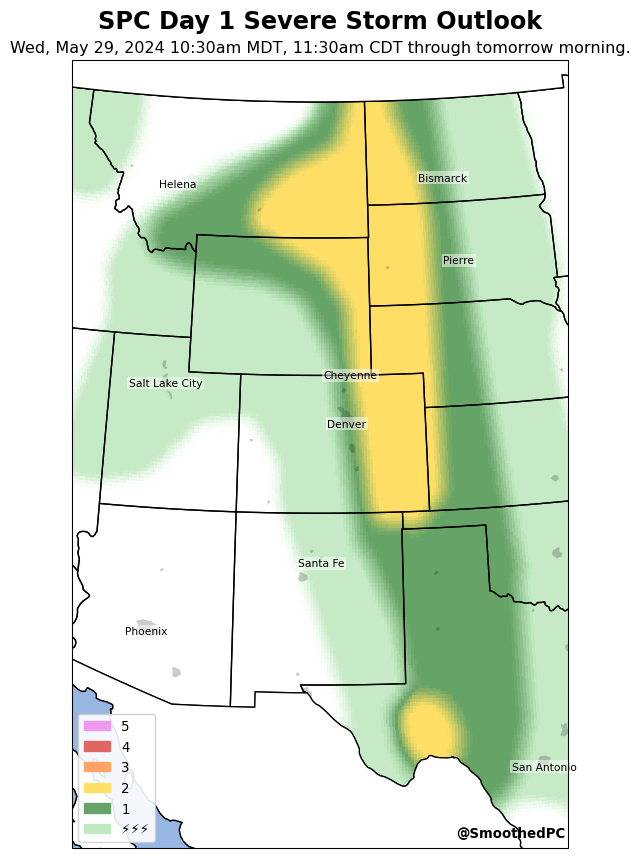 SPC Day 1 Severe Storm Outlook
Wed, May 29, 2024 10:30am MDT, 11:30am CDT through tomorrow morning.
Helena
Bismarck
Pierre
Cheyenne
Salt Lake City
Denver
Santa Fe
Phoenix
San Antonio
5
4
3
2
1
⚡⚡⚡
@SmoothedPC